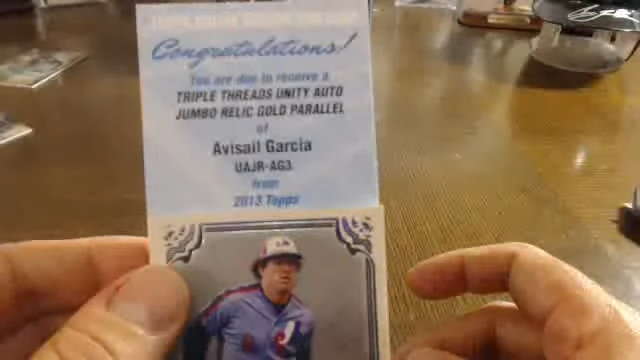 Congratulations!
You are due to receive a
TRIPLE THREADS UNITY AUTO
JUMBO RELIC GOLD PARALLEL
of
Avisail Garcia
UAJR-AG3
from
2013 Topps